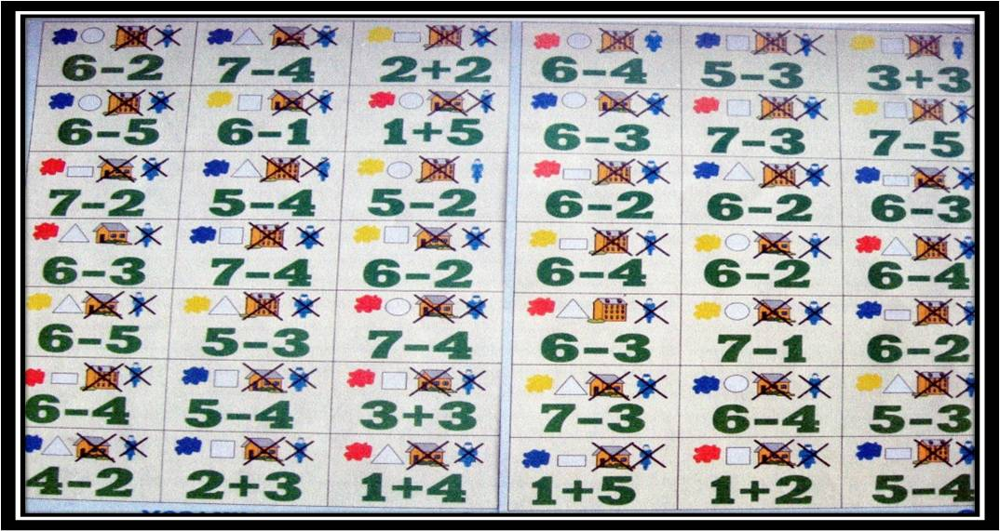 6-2 7-4 2+2 6-4 5-3 3+3
6-5 6-1 1+5 6-3 7-3 7-5
7-2 5-4 5-2 6-2 6-2 6-3
6-3 7-4 6-2 6-4 6-2 6-4
6-5 5-3 7-4 6-3 7-1 6-2
6-4 5-4 3+3 7-3 6-4 5-3
4-2 2+3 1+4 1+5 1+2 5-4